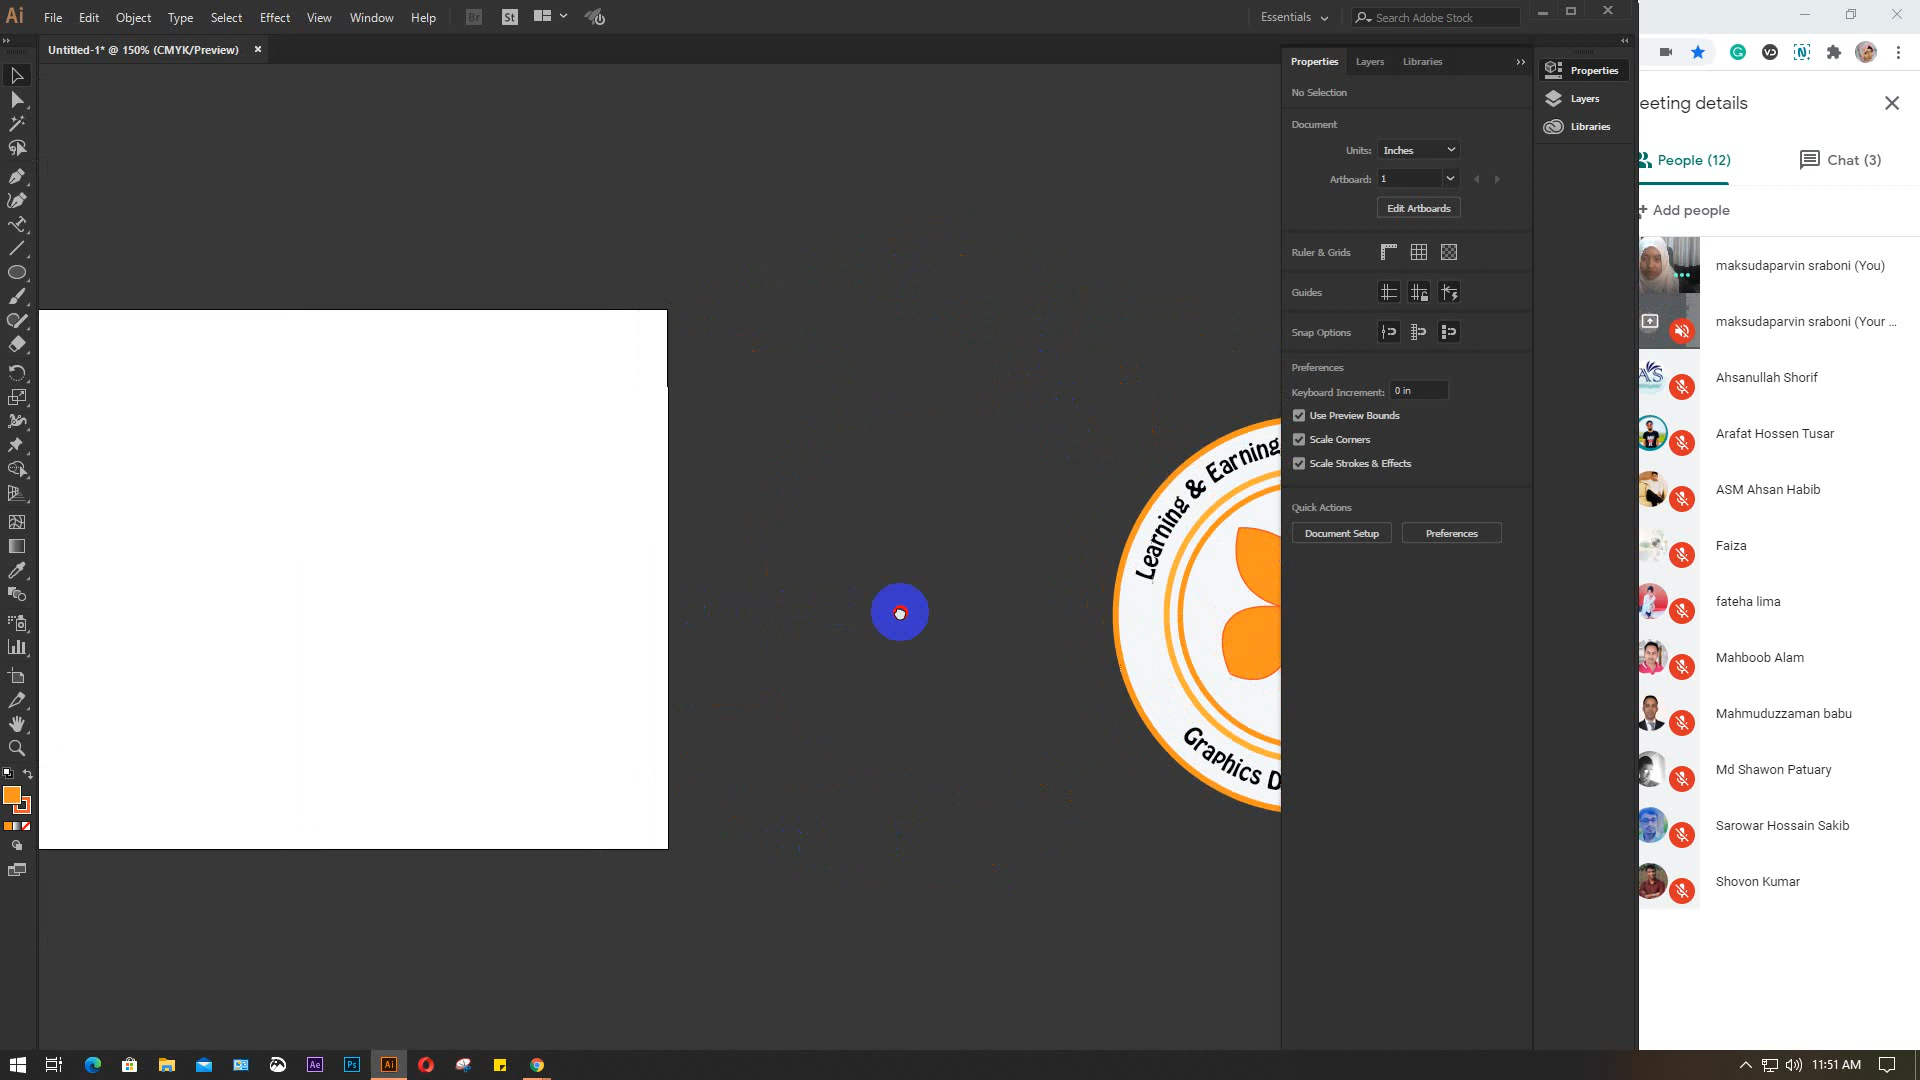 Ai File Edit Object Type Select Effect View Window Help Br St Essentials Search Adobe Stock
Untitled-1* @ 150% (CMYK/Preview) ×
Properties Layers Libraries
No Selection
Document
Units: Inches
Artboard: 1
Edit Artboards
Ruler & Grids
Guides
Snap Options
Preferences
Keyboard Increment: 0 in
Use Preview Bounds
Scale Corners
Scale Strokes & Effects
Quick Actions
Document Setup Preferences
Properties
Layers
Libraries
Learning & Earning
Graphics D
eeting details
People (12) Chat (3)
Add people
maksudaparvin sraboni (You)
maksudaparvin sraboni (Your ...
Ahsanullah Shorif
Arafat Hossen Tusar
ASM Ahsan Habib
Faiza
fateha lima
Mahboob Alam
Mahmuduzzaman babu
Md Shawon Patuary
Sarowar Hossain Sakib
Shovon Kumar
Ae Ps Ai
11:51 AM